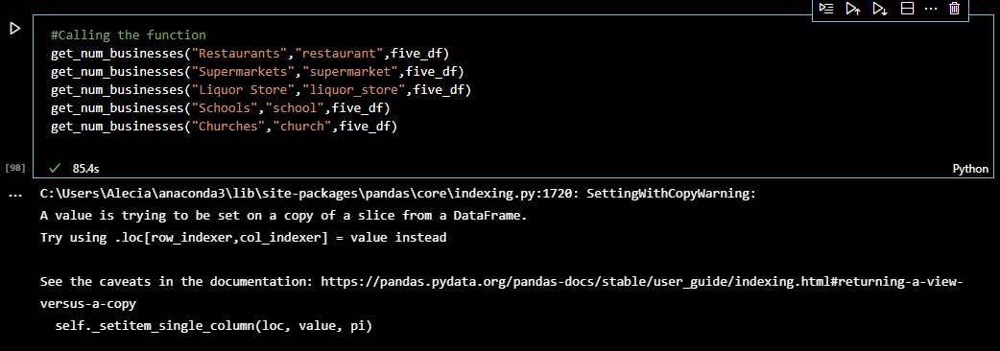 #Calling the function
get_num_businesses("Restaurants","restaurant",five_df)
get_num_businesses("Supermarkets","supermarket",five_df)
get_num_businesses("Liquor Store","liquor_store",five_df)
get_num_businesses("Schools","school",five_df)
get_num_businesses("Churches","church",five_df)
[98]
85.4s
Python
... C:\Users\Alecia\anaconda3\lib\site-packages\pandas\core\indexing.py:1720: SettingWithCopyWarning:
A value is trying to be set on a copy of a slice from a DataFrame.
Try using .loc[row_indexer,col_indexer] = value instead
See the caveats in the documentation: https://pandas.pydata.org/pandas-docs/stable/user_guide/indexing.html#returning-a-view-
versus-a-copy
self._setitem_single_column(loc, value, pi)